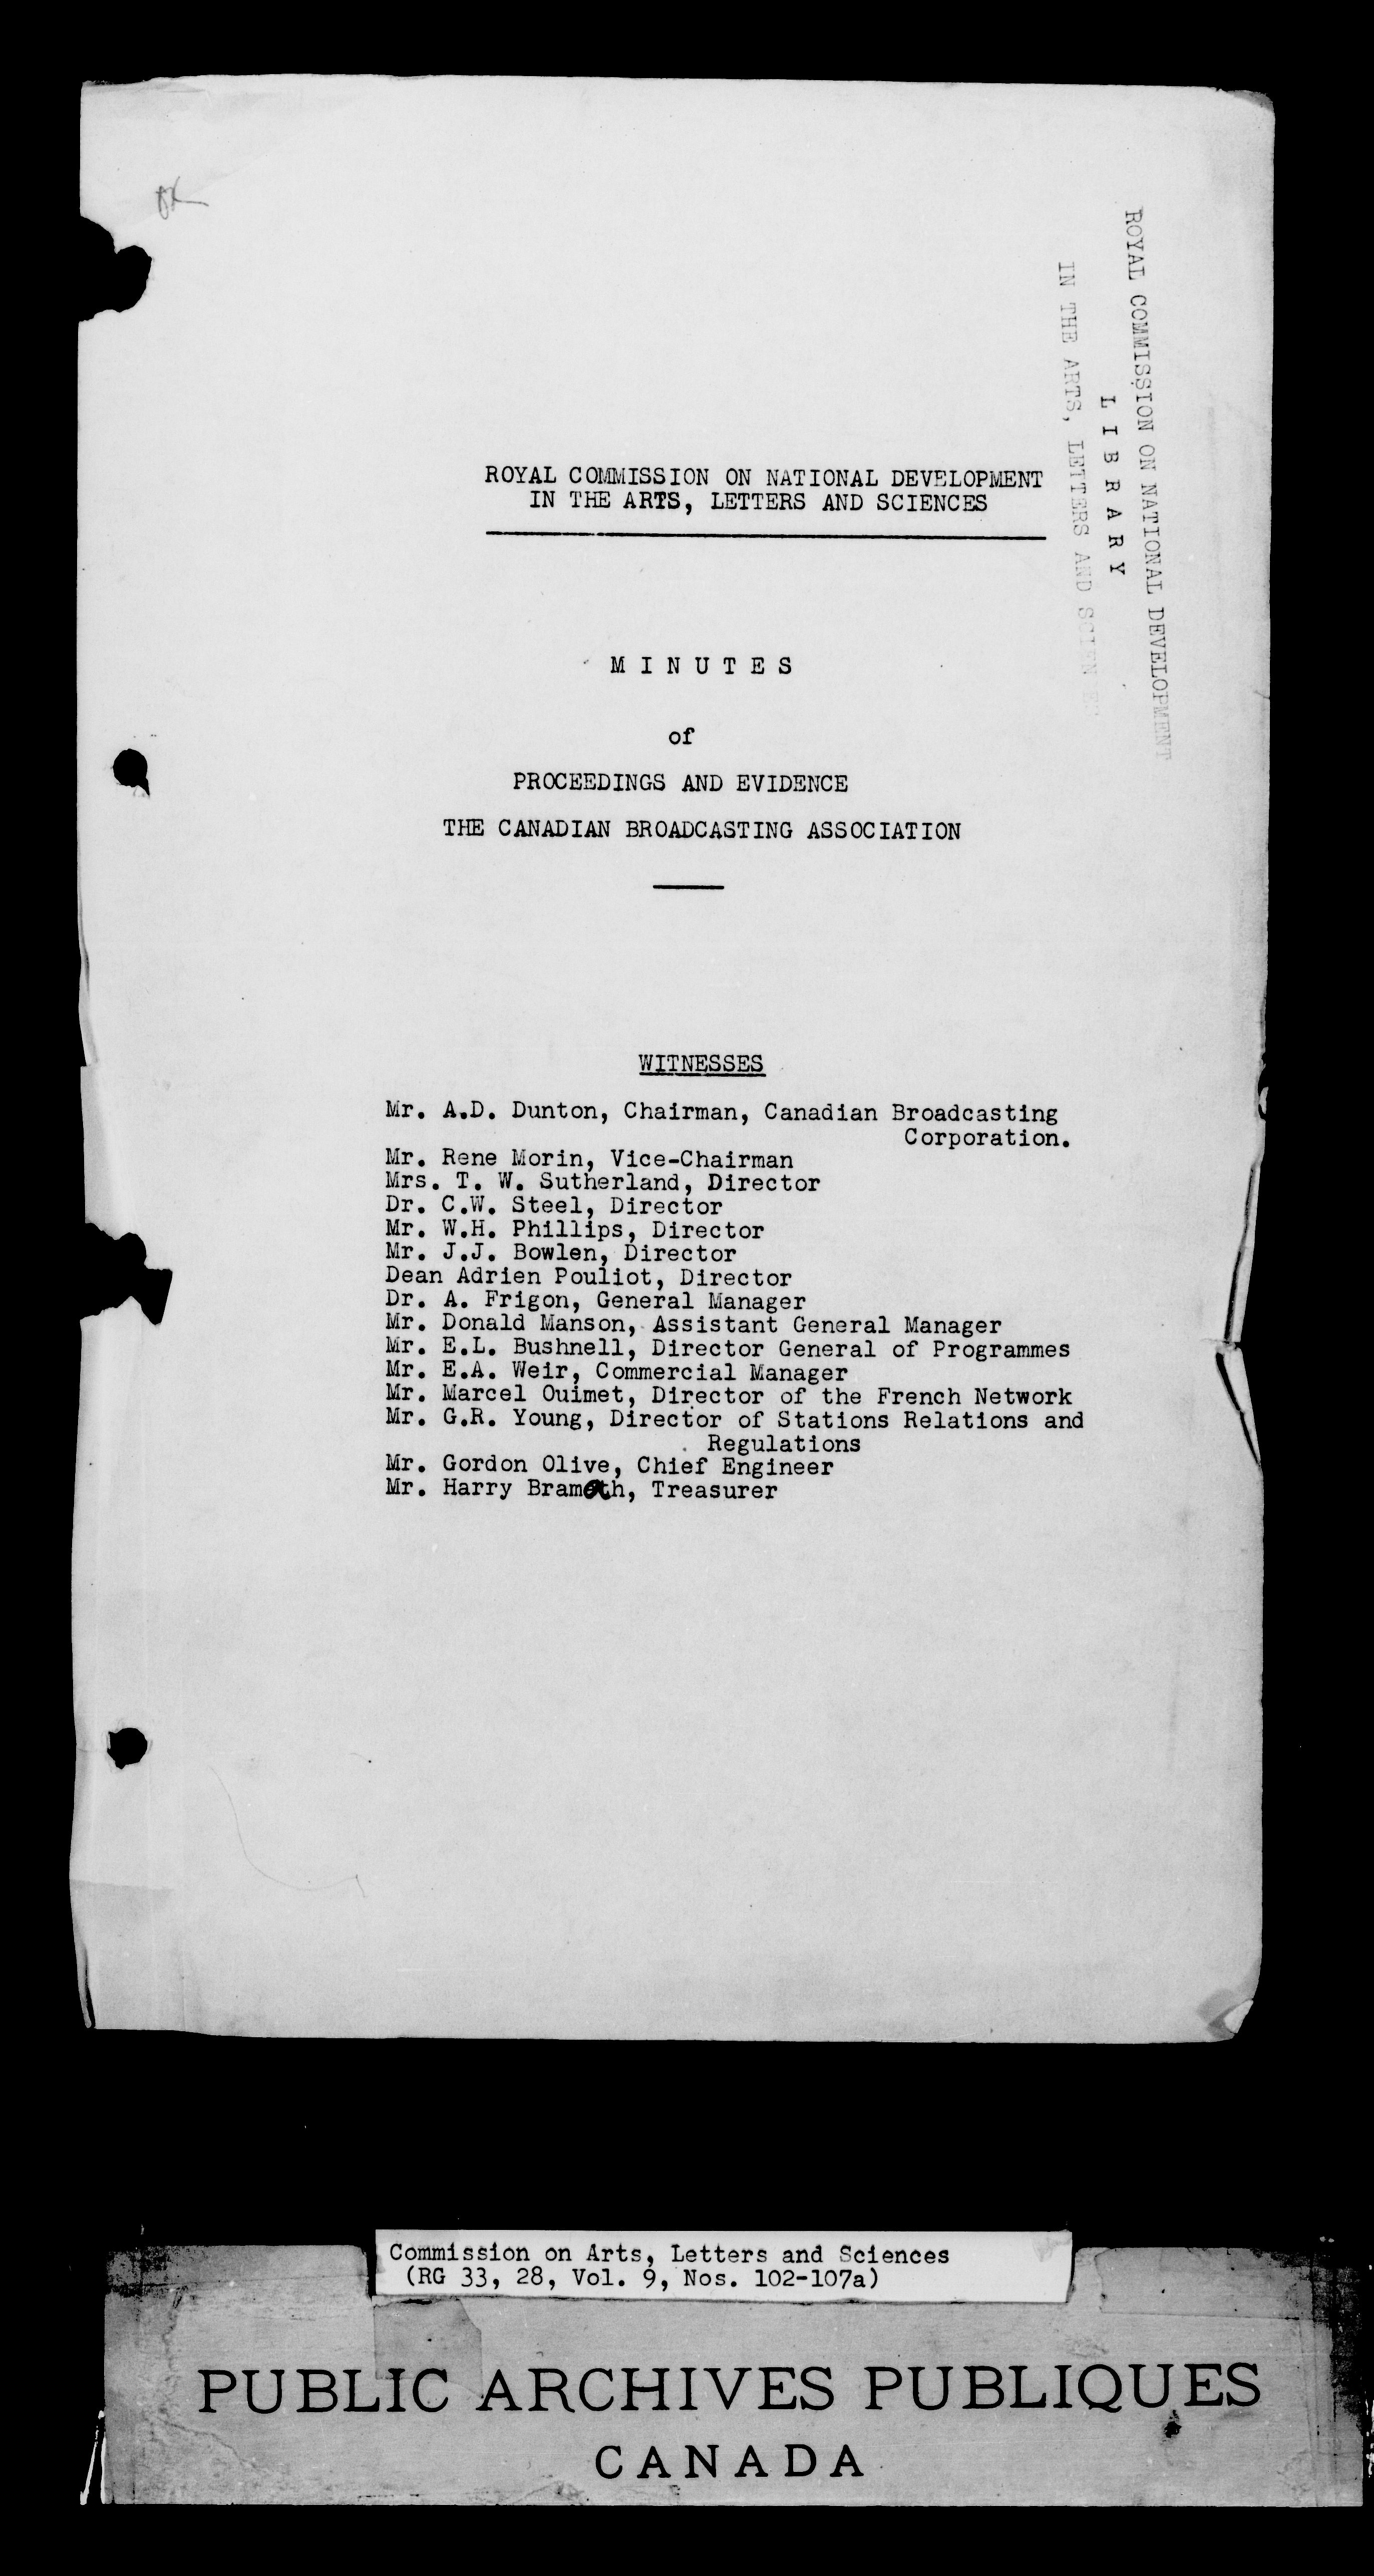 ROYAL COMMISSION ON NATIONAL DEVELOPMENT
LIBRARY
IN THE ARTS, LETTERS AND
ROYAL COMMISSION ON NATIONAL DEVELOPMENT
IN THE ARTS, LETTERS AND SCIENCES
MINUTES
of
PROCEEDINGS AND EVIDENCE
THE CANADIAN BROADCASTING ASSOCIATION
WITNESSES
Mr. A.D. Dunton, Chairman, Canadian Broadcasting
Corporation.
Mr. Rene Morin, Vice-Chairman
Mrs. T. W. Sutherland, Director
Dr. C.W. Steel, Director
Mr. W.H. Phillips, Director
Mr. J.J. Bowlen, Director
Dean Adrien Pouliot, Director
Dr. A. Frigon, General Manager
Mr. Donald Manson, Assistant General Manager
Mr. E.L. Bushnell, Director General of Programmes
Mr. E.A. Weir, Commercial Manager
Mr. Marcel Ouimet, Director of the French Network
Mr. G.R. Young, Director of Stations Relations and
Regulations
Mr. Gordon Olive, Chief Engineer
Mr. Harry Bramah, Treasurer
Commission on Arts, Letters and Sciences
(RG 33, 28, Vol. 9, Nos. 102-107a)
PUBLIC ARCHIVES PUBLIQUES
CANADA